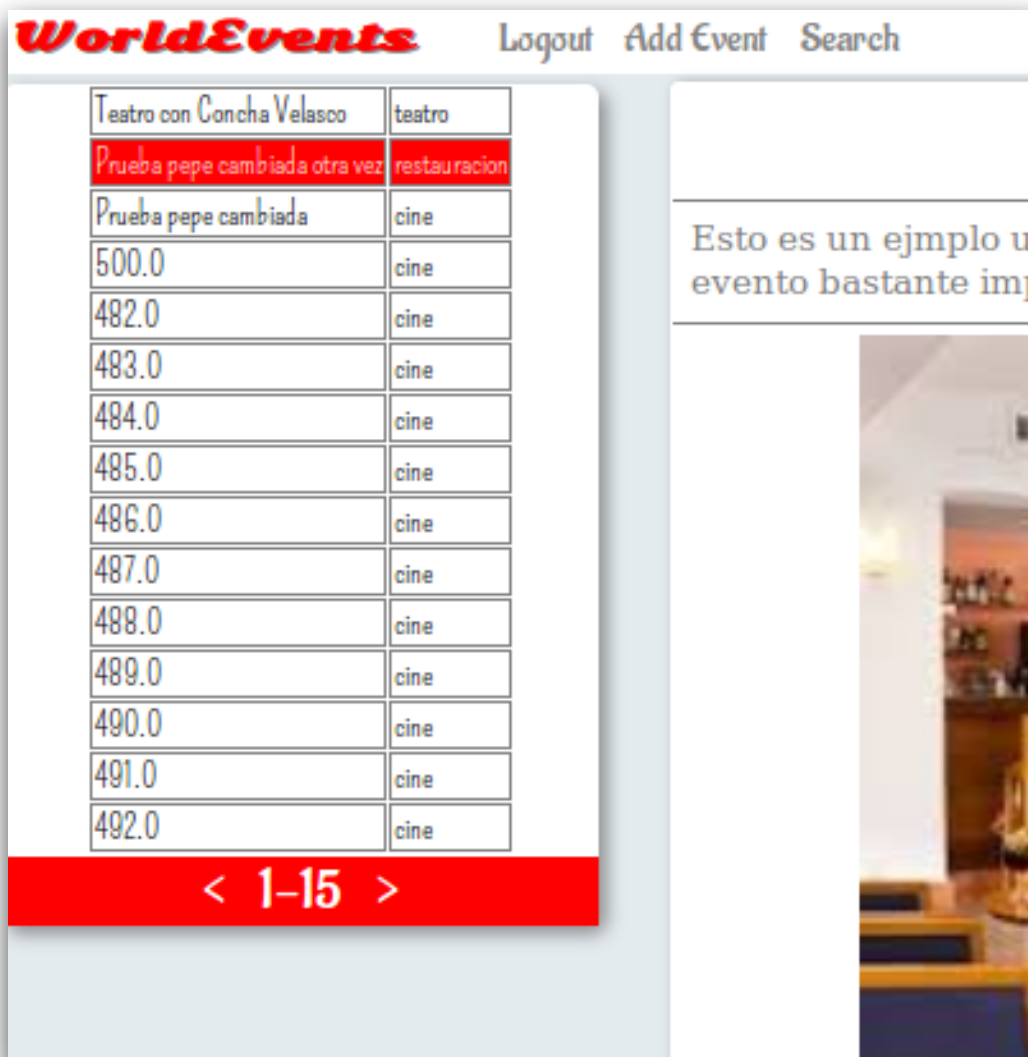 WorldEvents Logout Add Event Search
Teatro con Concha Velasco teatro
Prueba pepe cambiada otra vez restauracion
Prueba pepe cambiada cine
500.0 cine
482.0 cine
483.0 cine
484.0 cine
485.0 cine
486.0 cine
487.0 cine
488.0 cine
489.0 cine
490.0 cine
491.0 cine
492.0 cine
< 1–15 >
Esto es un ejmplo u
evento bastante imp